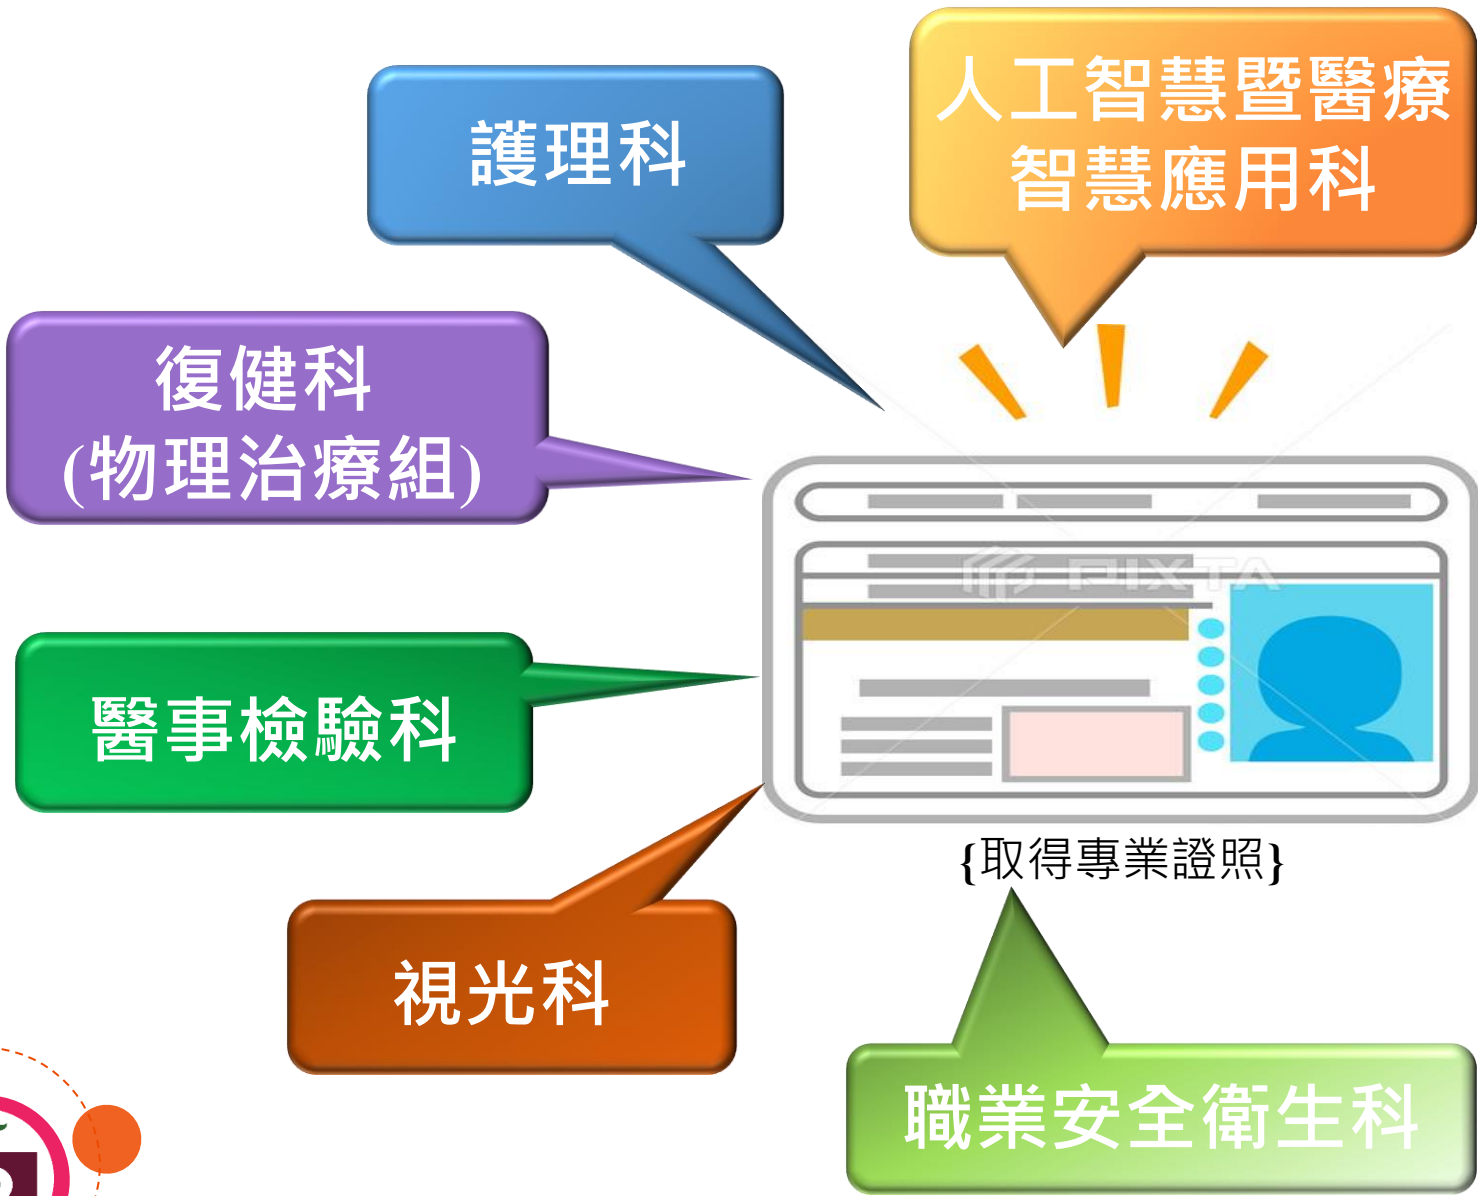 人工智慧暨醫療
智慧應用科
護理科
復健科
(物理治療組)
PIXTA
醫事檢驗科
{取得專業證照}
視光科
職業安全衛生科